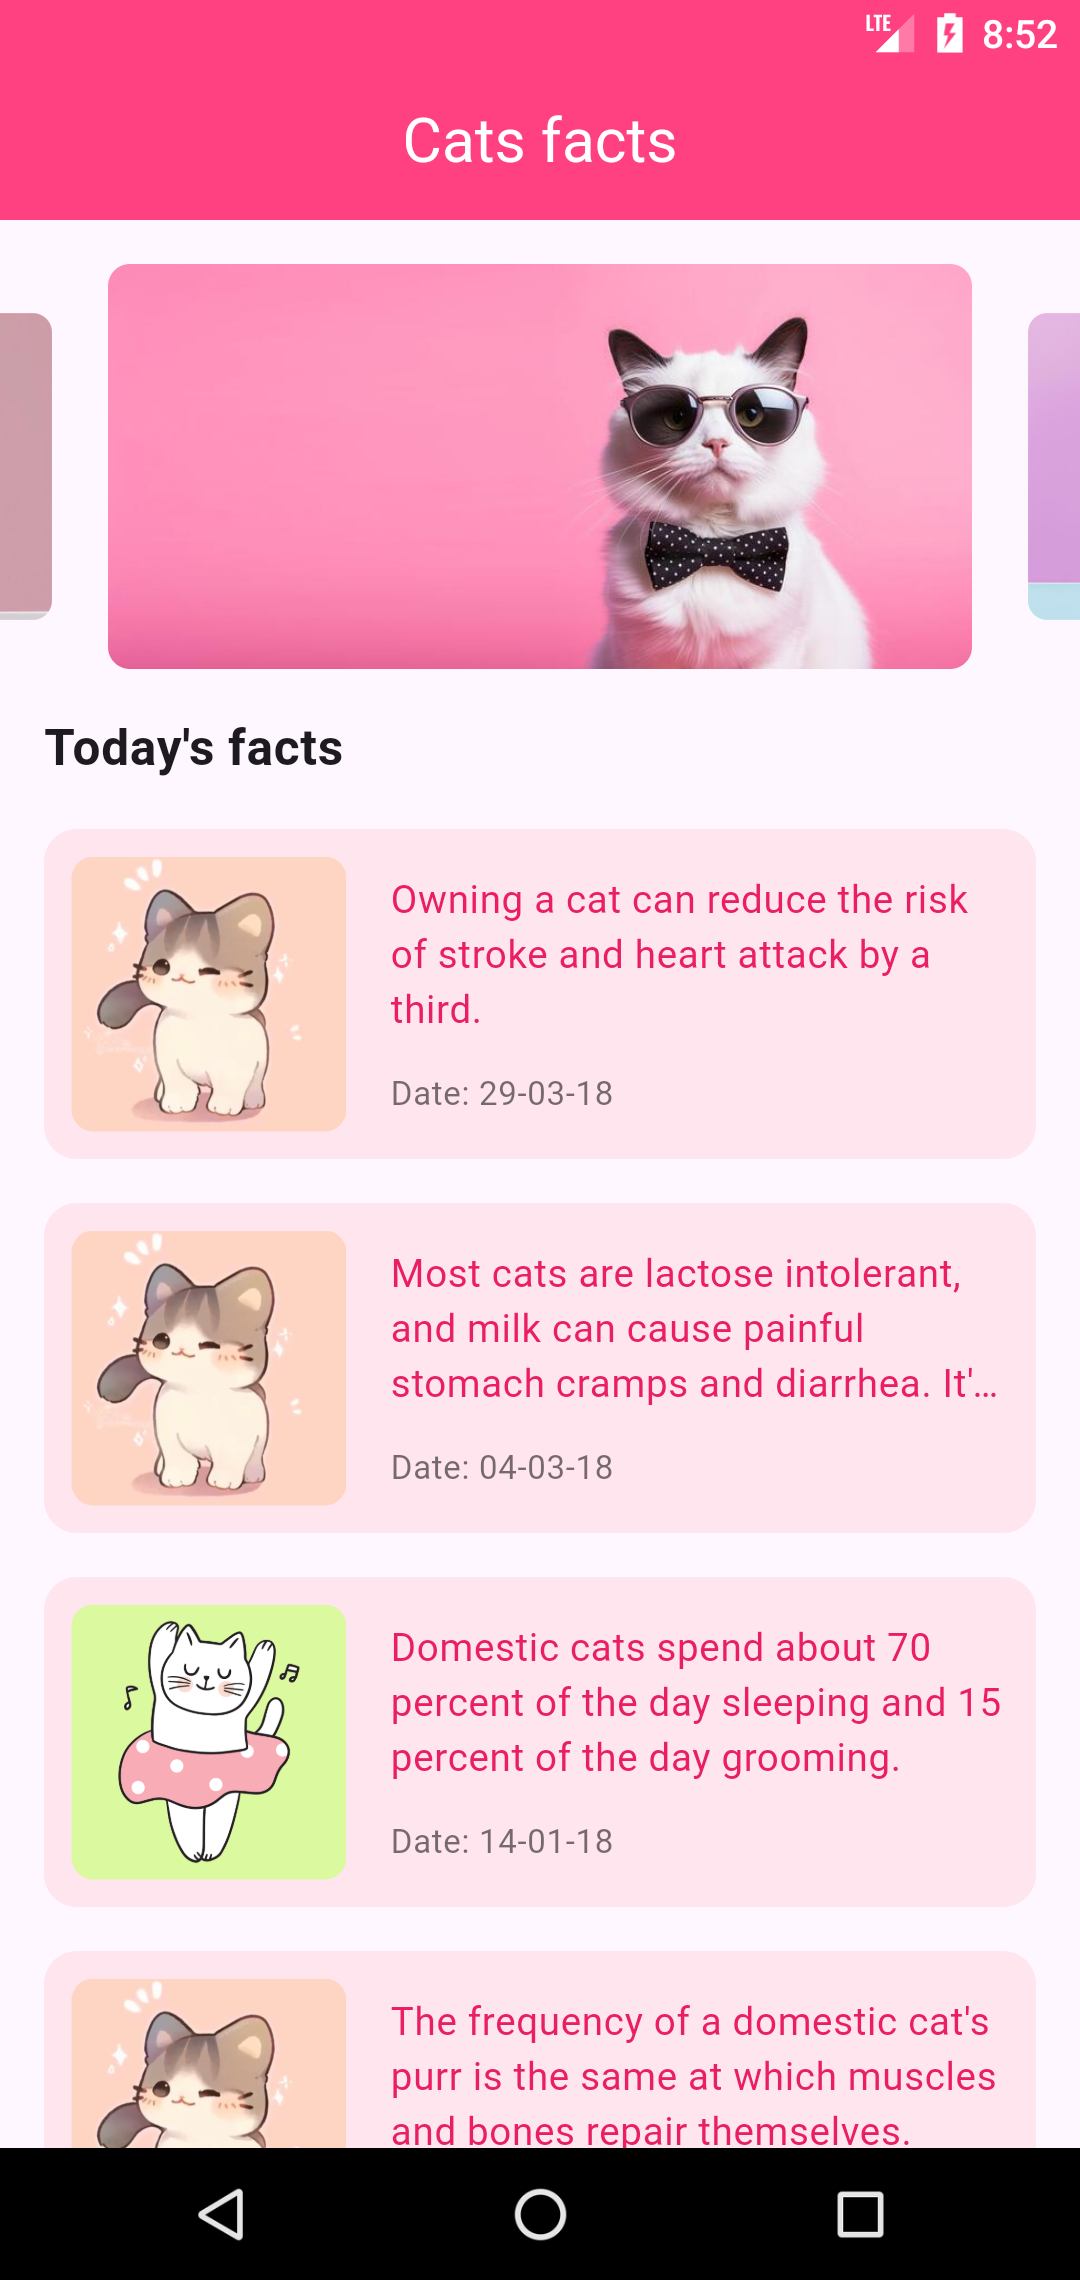 LTE 8:52
Cats facts
Today's facts
Owning a cat can reduce the risk
of stroke and heart attack by a
third.
Date: 29-03-18
Most cats are lactose intolerant,
and milk can cause painful
stomach cramps and diarrhea. It'…
Date: 04-03-18
Domestic cats spend about 70
percent of the day sleeping and 15
percent of the day grooming.
Date: 14-01-18
The frequency of a domestic cat's
purr is the same at which muscles
and bones repair themselves.